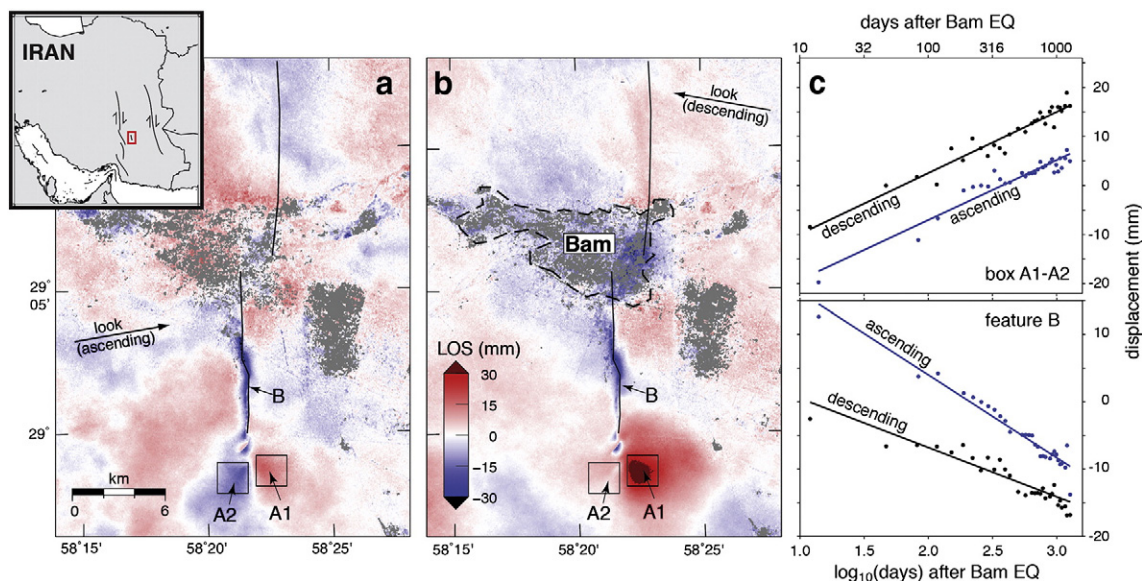 IRAN
a
b
c
look
(descending)
Bam
look
(ascending)
29°
05'
29°
B
B
LOS (mm)
30
15
0
-15
-30
km
0
6
A2
A1
A2
A1
58°15'
58°20'
58°25'
58°15'
58°20'
58°25'
days after Bam EQ
10
32
100
316
1000
descending
ascending
box A1-A2
20
10
0
-10
-20
displacement (mm)
feature B
ascending
descending
10
0
-10
-20
1.0
1.5
2.0
2.5
3.0
log10(days) after Bam EQ